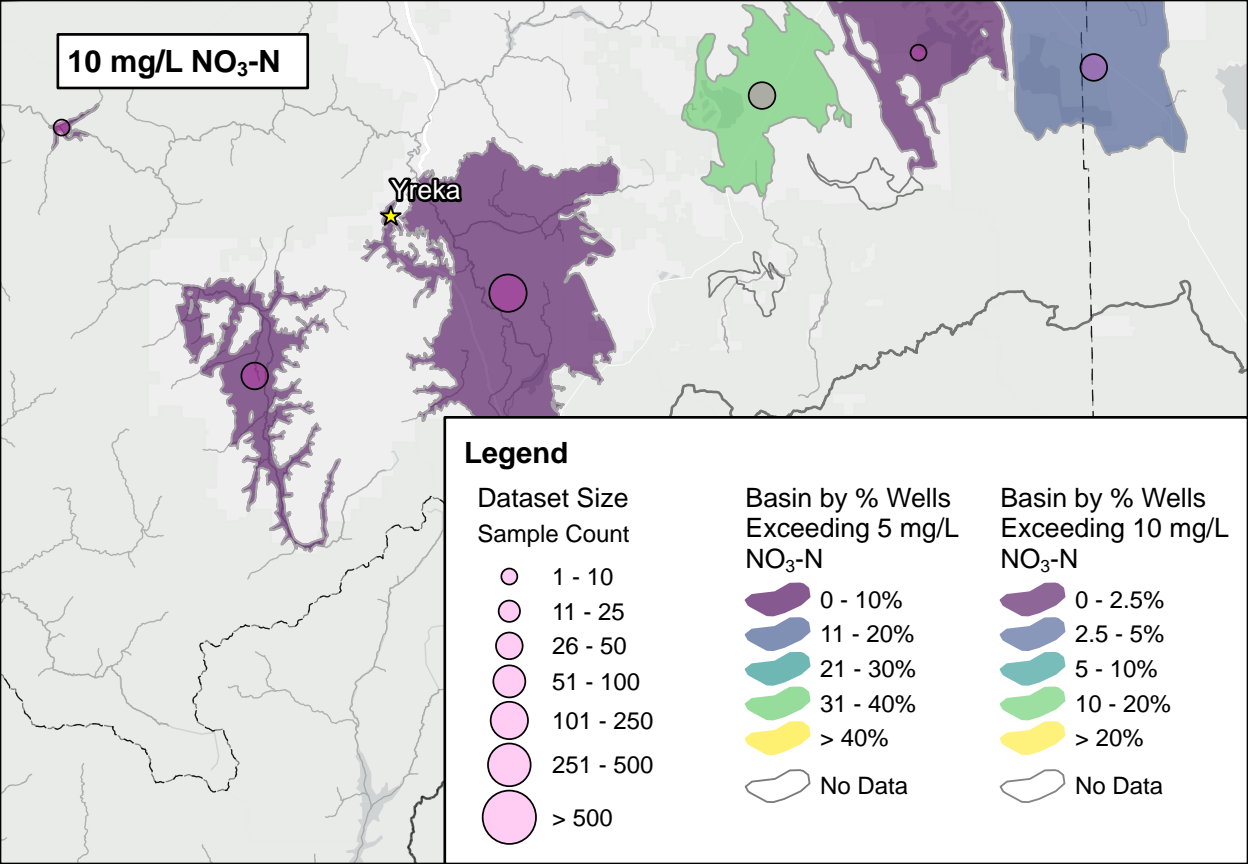 10 mg/L NO₃-N
Yreka
Legend
Dataset Size
Sample Count
1 - 10
11 - 25
26 - 50
51 - 100
101 - 250
251 - 500
> 500
Basin by % Wells
Exceeding 5 mg/L
NO₃-N
0 - 10%
11 - 20%
21 - 30%
31 - 40%
> 40%
No Data
Basin by % Wells
Exceeding 10 mg/L
NO₃-N
0 - 2.5%
2.5 - 5%
5 - 10%
10 - 20%
> 20%
No Data